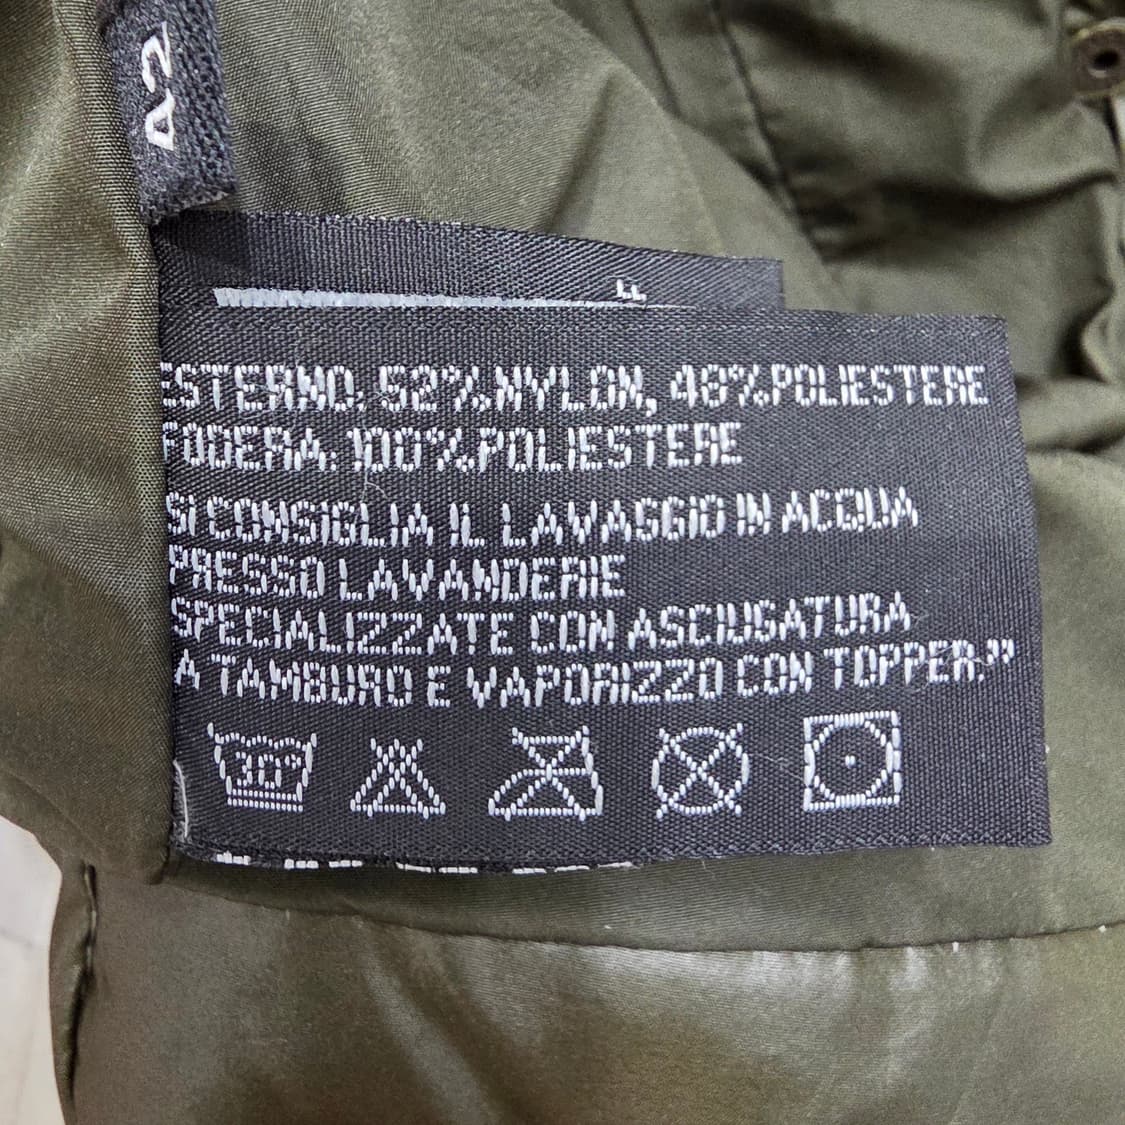 A2
ESTERNO. 52%NYLON, 48%POLIESTERE
FODERA: 100%POLIESTERE
SI CONSIGLIA IL LAVAGGIO IN ACQUA
PRESSO LAVANDERIE
SPECIALIZZATE CON ASCIUGATURA
A TAMBURO E VAPORIZZO CON TOPPER."
30°